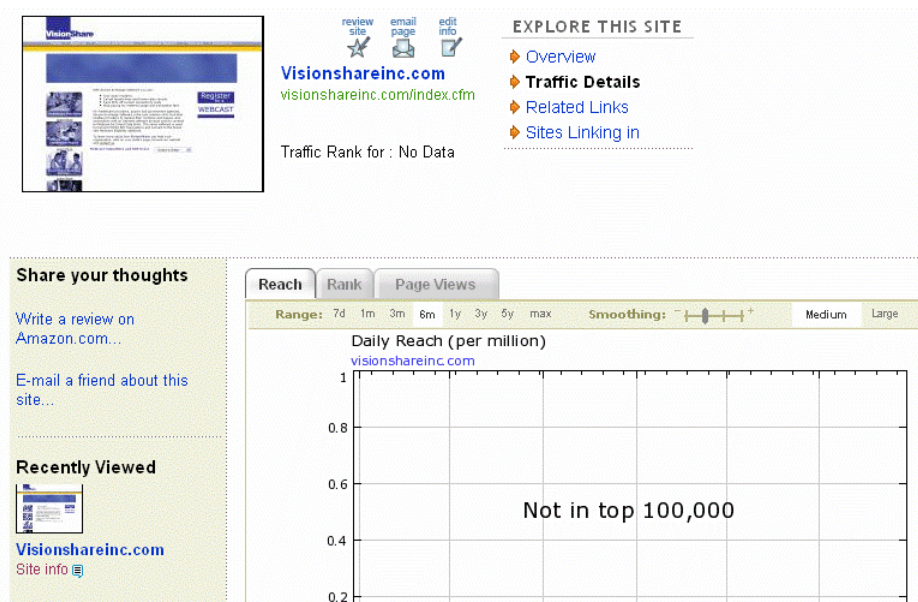 VisionShare
Register
WEBCAST
review site
email page
edit info
Visionshareinc.com
visionshareinc.com/index.cfm
Traffic Rank for : No Data
EXPLORE THIS SITE
Overview
Traffic Details
Related Links
Sites Linking in
Share your thoughts
Write a review on
Amazon.com...
E-mail a friend about this
site...
Recently Viewed
Visionshareinc.com
Site info
Reach Rank Page Views
Range: 7d 1m 3m 6m 1y 3y 5y max Smoothing: - + Medium Large
Daily Reach (per million)
visionshareinc.com
1
0.8
0.6
Not in top 100,000
0.4
0.2